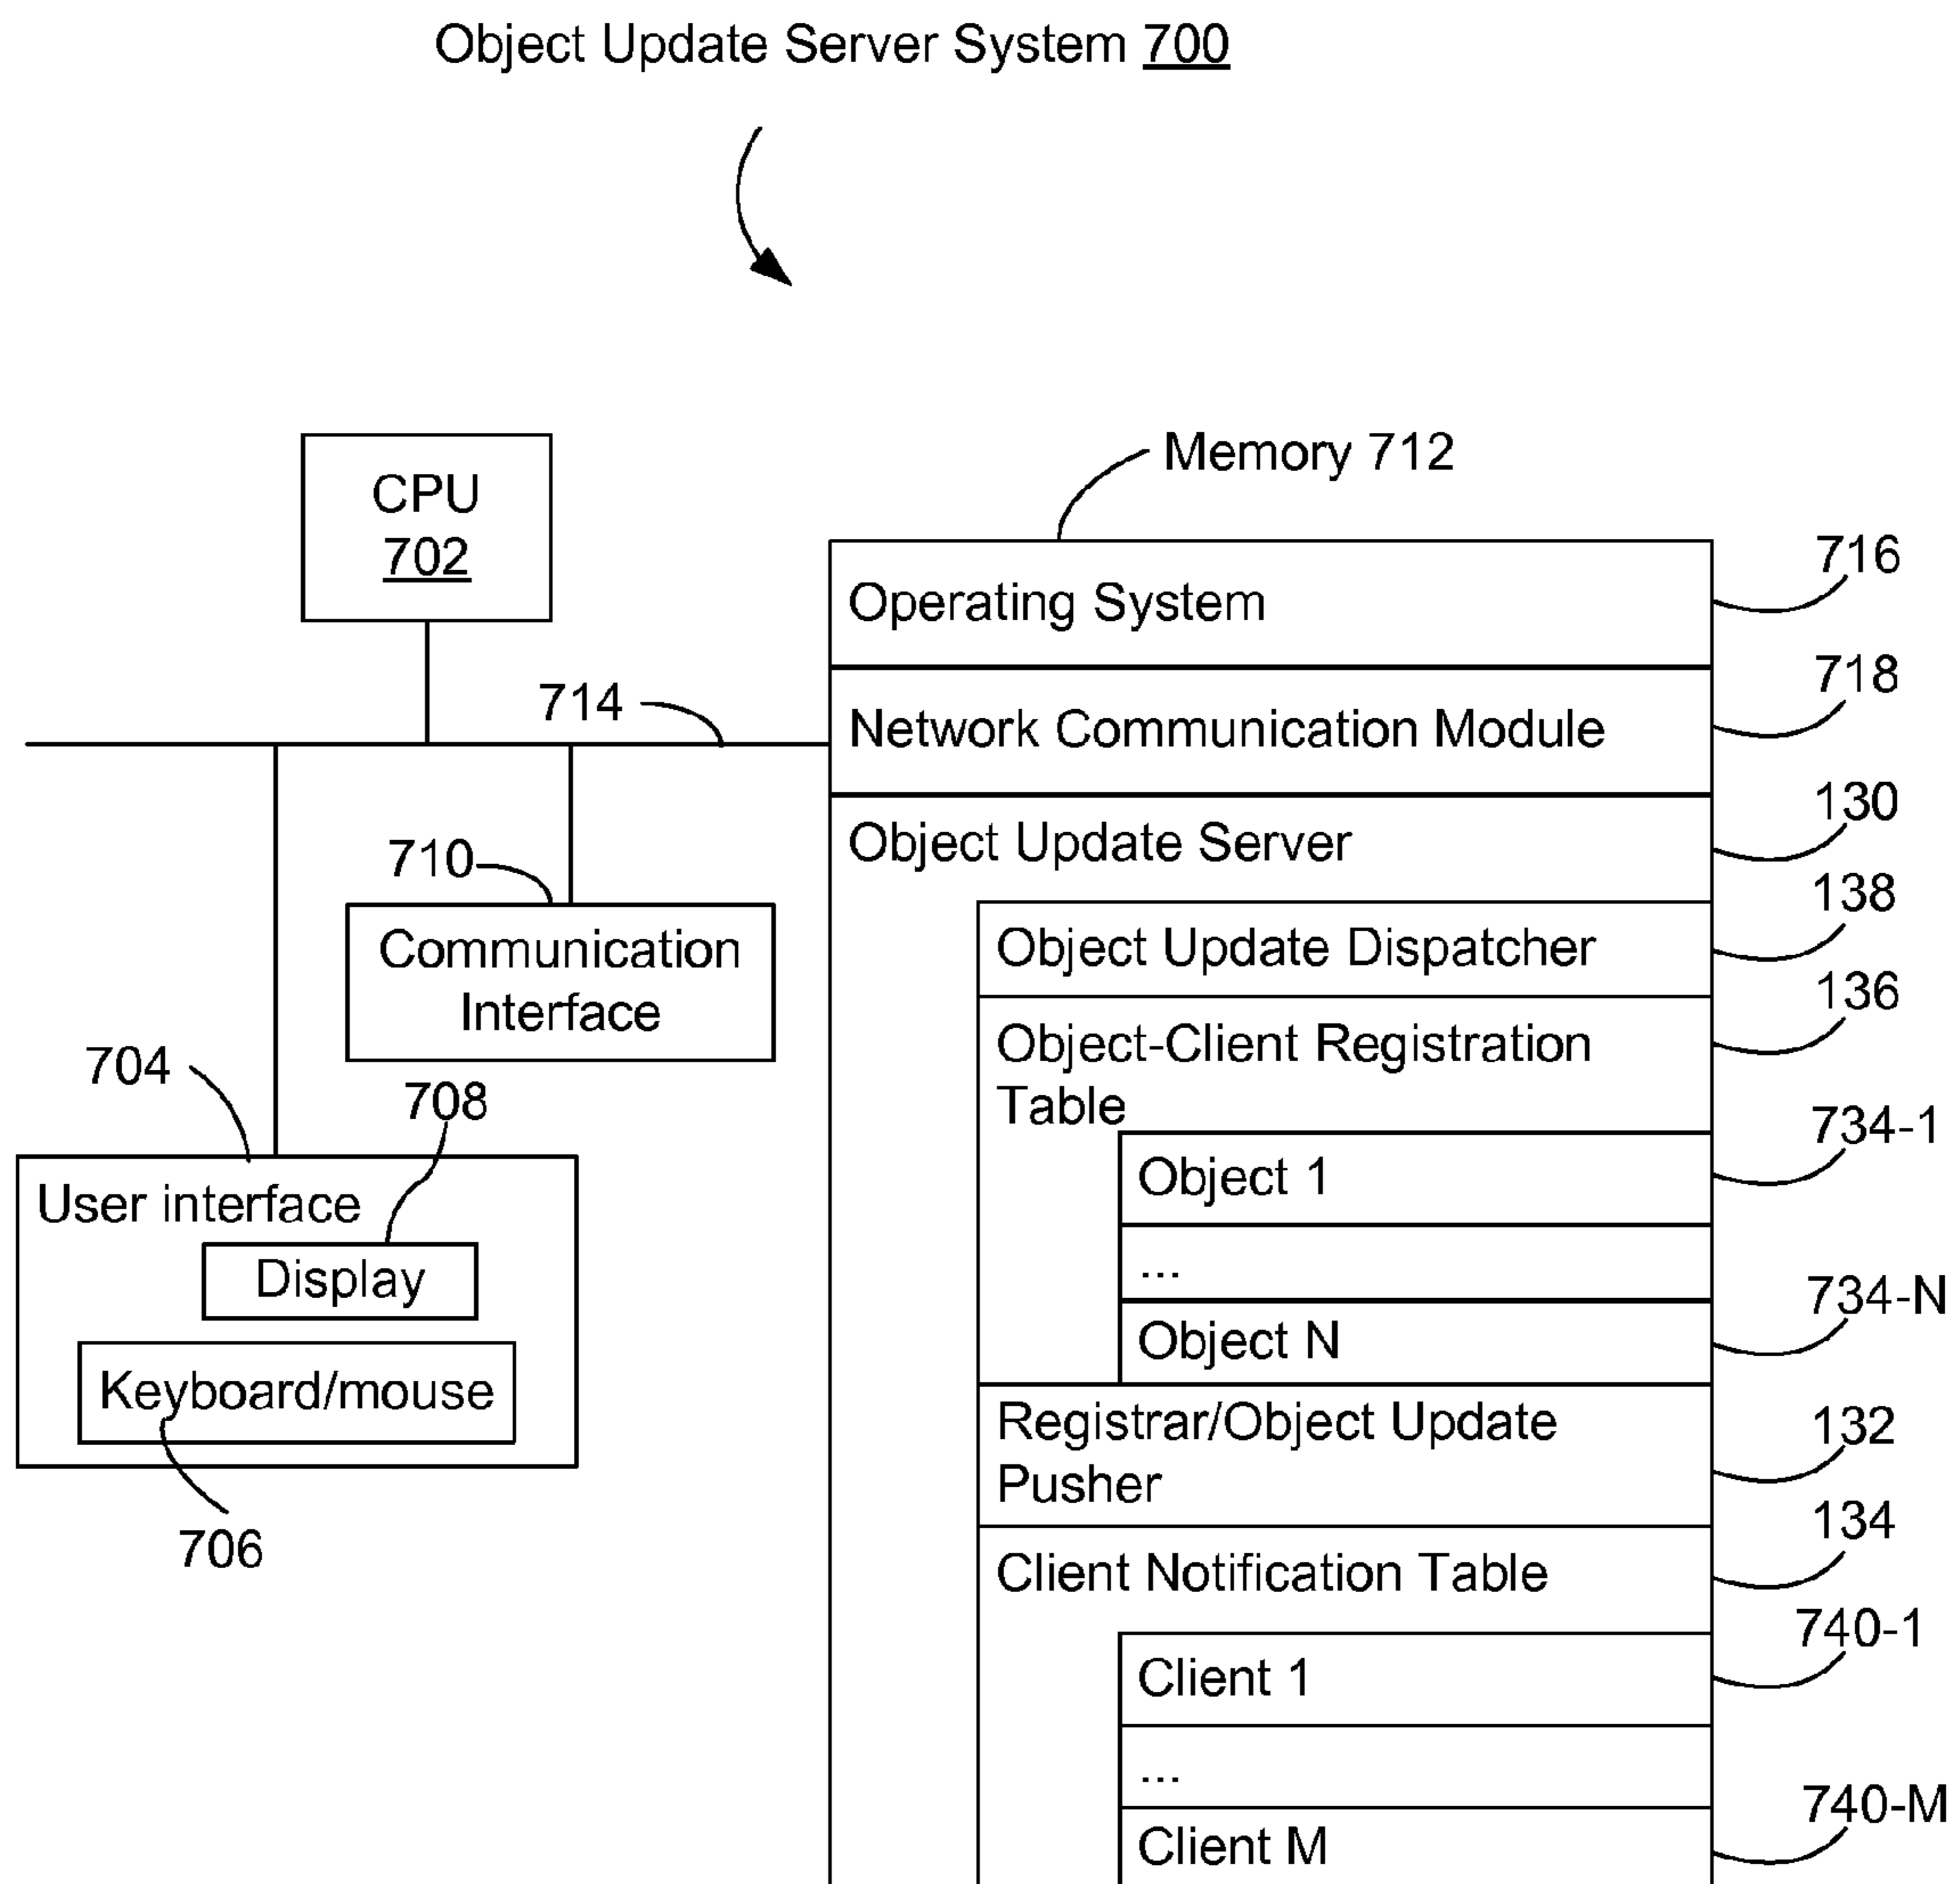 Object Update Server System 700
CPU
702
Memory 712
714
710
Communication
Interface
704
708
User interface
Display
Keyboard/mouse
706
Operating System
716
Network Communication Module
718
Object Update Server
130
Object Update Dispatcher
138
Object-Client Registration
Table
136
Object 1
734-1
...
Object N
734-N
Registrar/Object Update
Pusher
132
Client Notification Table
134
Client 1
740-1
...
Client M
740-M